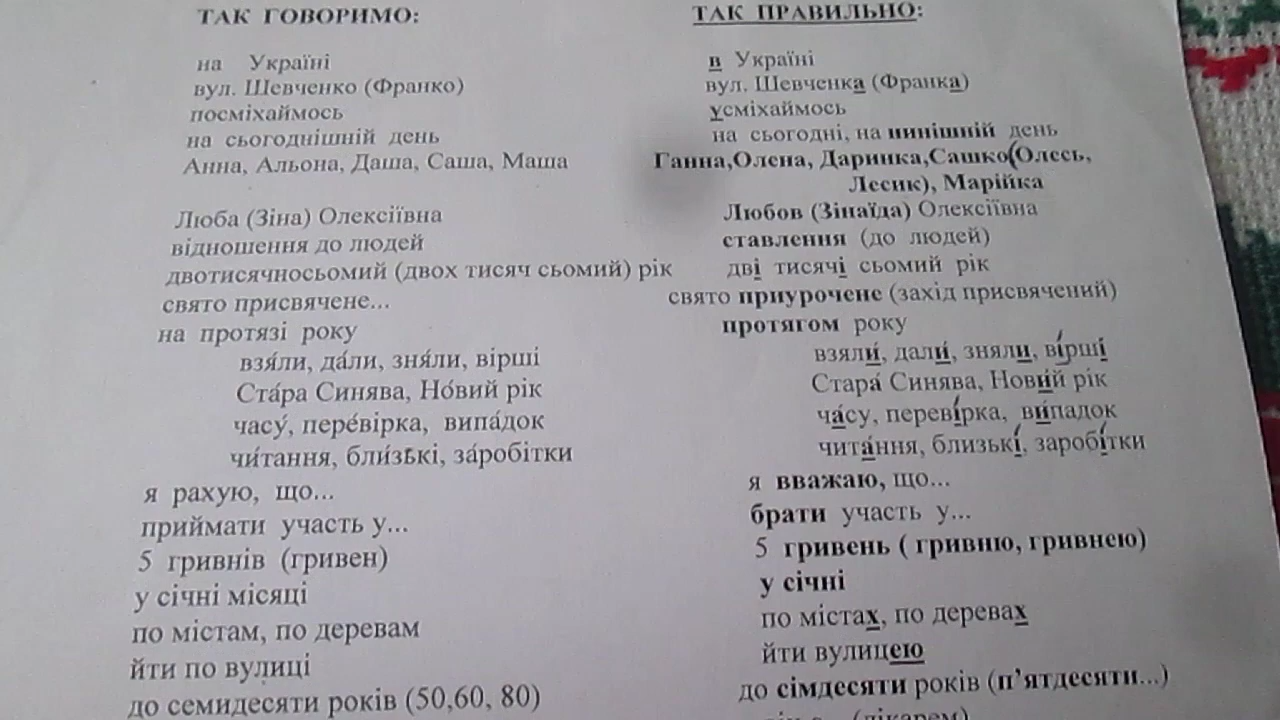 ТАК ГОВОРИМО: ТАК ПРАВИЛЬНО:
на Україні в Україні
вул. Шевченко (Франко) вул. Шевченка (Франка)
посміхаймось усміхаймось
на сьогоднішній день на сьогодні, на нинішній день
Анна, Альона, Даша, Саша, Маша Ганна,Олена, Даринка,Сашко(Олесь,
Лесик), Марійка
Люба (Зіна) Олексіївна Любов (Зінаїда) Олексіївна
відношення до людей ставлення (до людей)
двотисячносьомий (двох тисяч сьомий) рік дві тисячі сьомий рік
свято присвячене... свято приурочене (захід присвячений)
на протязі року протягом року
взя́ли, да́ли, зня́ли, вірші взяли́, дали́, зняли, ві́рші
Ста́ра Синява, Но́вий рік Стара́ Синява, Нови́й рік
часу́, пере́вірка, випа́док ча́су, переві́рка, ви́падок
чи́тання, бли́зькі, за́робітки чита́ння, близькі́, заробі́тки
я рахую, що... я вважаю, що...
приймати участь у... брати участь у...
5 гривнів (гривен) 5 гривень ( гривню, гривнею)
у січні місяці у січні
по містам, по деревам по містах, по деревах
йти по вулиці йти вулицею
до семидесяти років (50,60, 80) до сімдесяти років (п’ятдесяти...)
(лікарем)